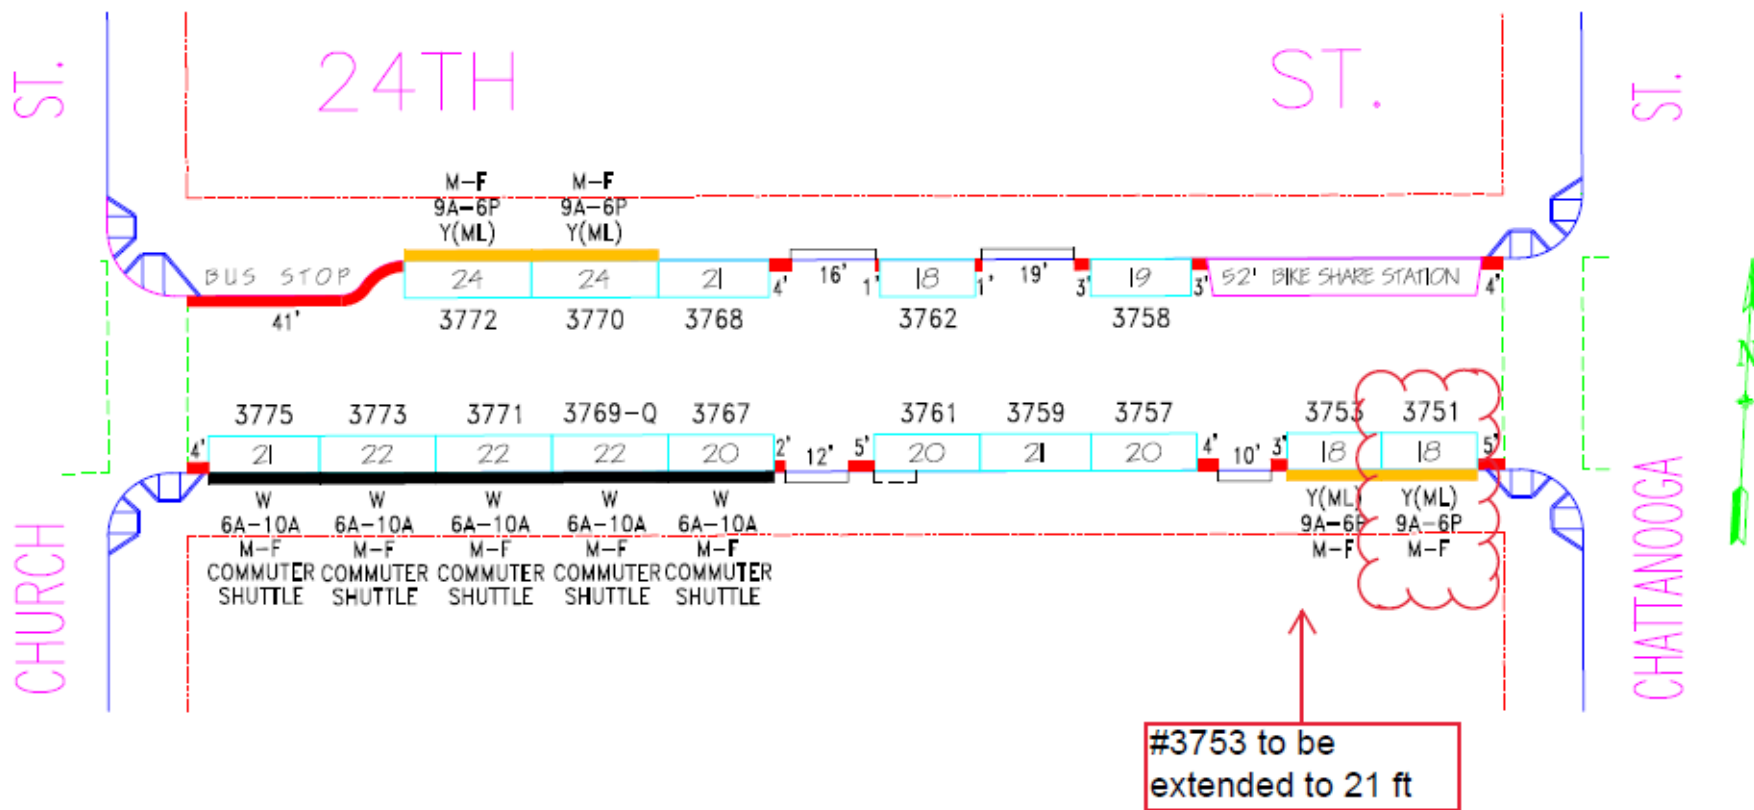 24TH ST.
ST.
ST.
M-F M-F
9A-6P 9A-6P
Y(ML) Y(ML)
BUS STOP 24 24 21 4' 16' 1' 18 1' 19' 3' 19 3' 52' BIKE SHARE STATION 4'
41' 3772 3770 3768 3762 3758
N
3775 3773 3771 3769-Q 3767 3761 3759 3757 3753 3751
4' 21 22 22 22 20 2' 12' 5' 20 21 20 4' 10' 3' 18 18 5'
W W W W W Y(ML) Y(ML)
6A-10A 6A-10A 6A-10A 6A-10A 6A-10A 9A-6P 9A-6P
M-F M-F M-F M-F M-F M-F M-F
COMMUTER COMMUTER COMMUTER COMMUTER COMMUTER
SHUTTLE SHUTTLE SHUTTLE SHUTTLE SHUTTLE
CHURCH
CHATTANOOGA
#3753 to be
extended to 21 ft